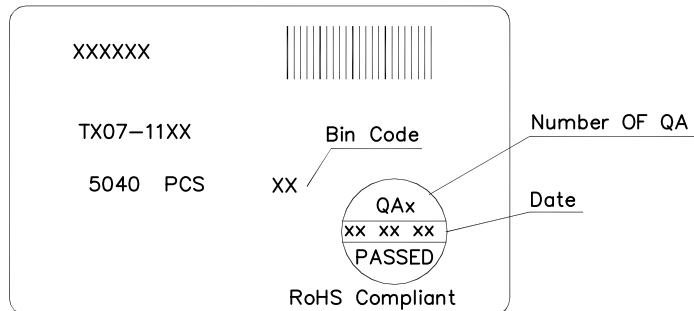 XXXXXX
TX07-11XX
Bin Code
Number OF QA
5040 PCS
XX
QAx
Date
XX XX XX
PASSED
RoHS Compliant